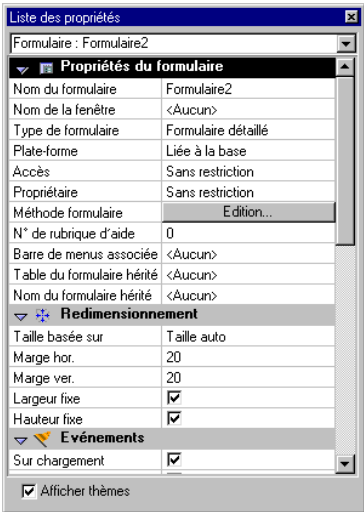 Liste des propriétés
Formulaire : Formulaire2
Propriétés du formulaire
Nom du formulaire Formulaire2
Nom de la fenêtre <Aucun>
Type de formulaire Formulaire détaillé
Plate-forme Liée à la base
Accès Sans restriction
Propriétaire Sans restriction
Méthode formulaire Edition...
N° de rubrique d'aide 0
Barre de menus associée <Aucun>
Table du formulaire hérité <Aucun>
Nom du formulaire hérité <Aucun>
Redimensionnement
Taille basée sur Taille auto
Marge hor. 20
Marge ver. 20
Largeur fixe
Hauteur fixe
Evénements
Sur chargement
Afficher thèmes